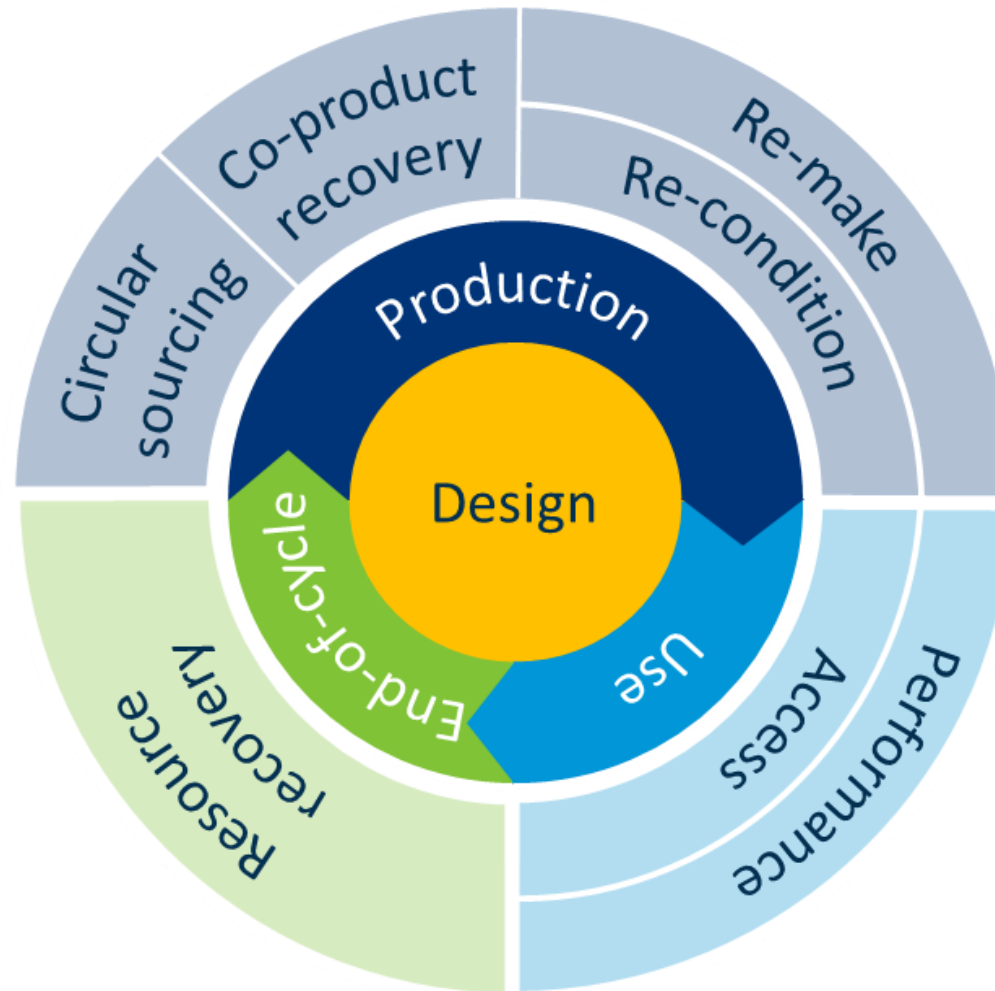 Co-product
recovery
Re-make
Re-condition
Circular
sourcing
Production
Design
End-of-cycle
Use
Resource
recovery
Access
Performance